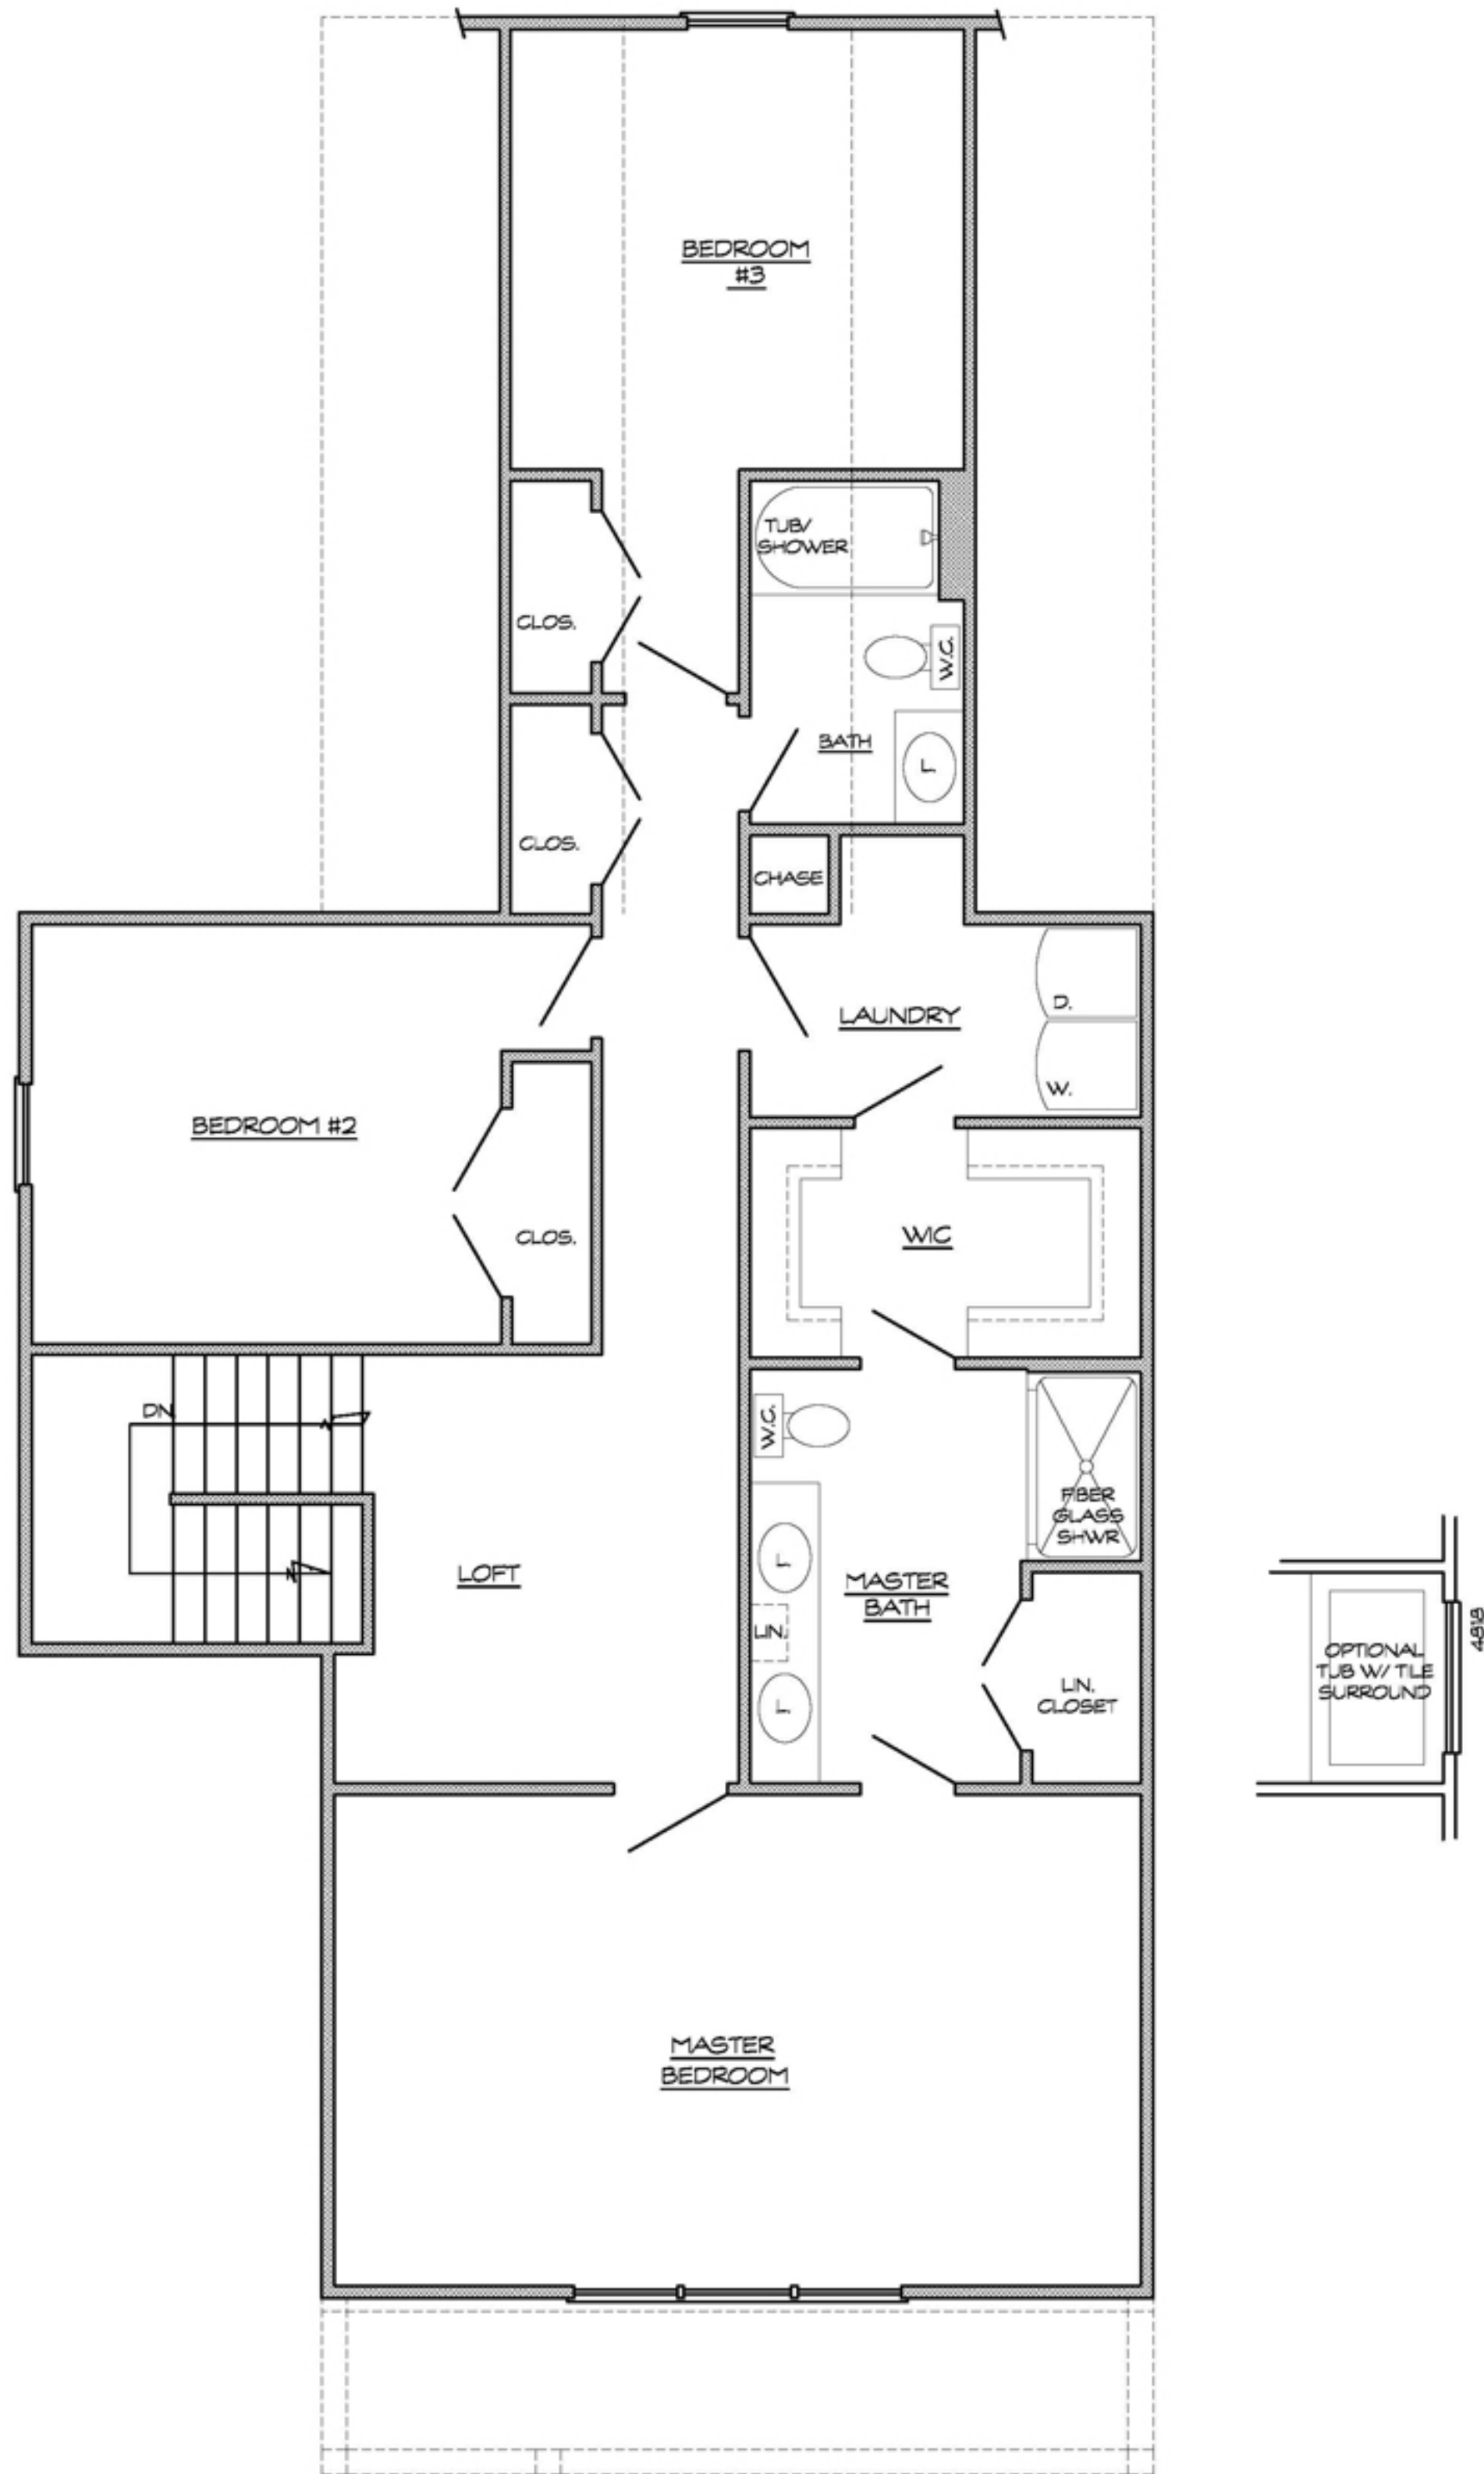 BEDROOM
#3
TUB/
SHOWER
CLOS.
W.C.
BATH
L.
CLOS.
CHASE
D.
LAUNDRY
W.
BEDROOM #2
CLOS.
WIC
DN
W.C.
FIBER
GLASS
SHWR
L.
LOFT
MASTER
BATH
LIN.
L.
LIN.
CLOSET
OPTIONAL
TUB W/ TILE
SURROUND
4818
MASTER
BEDROOM